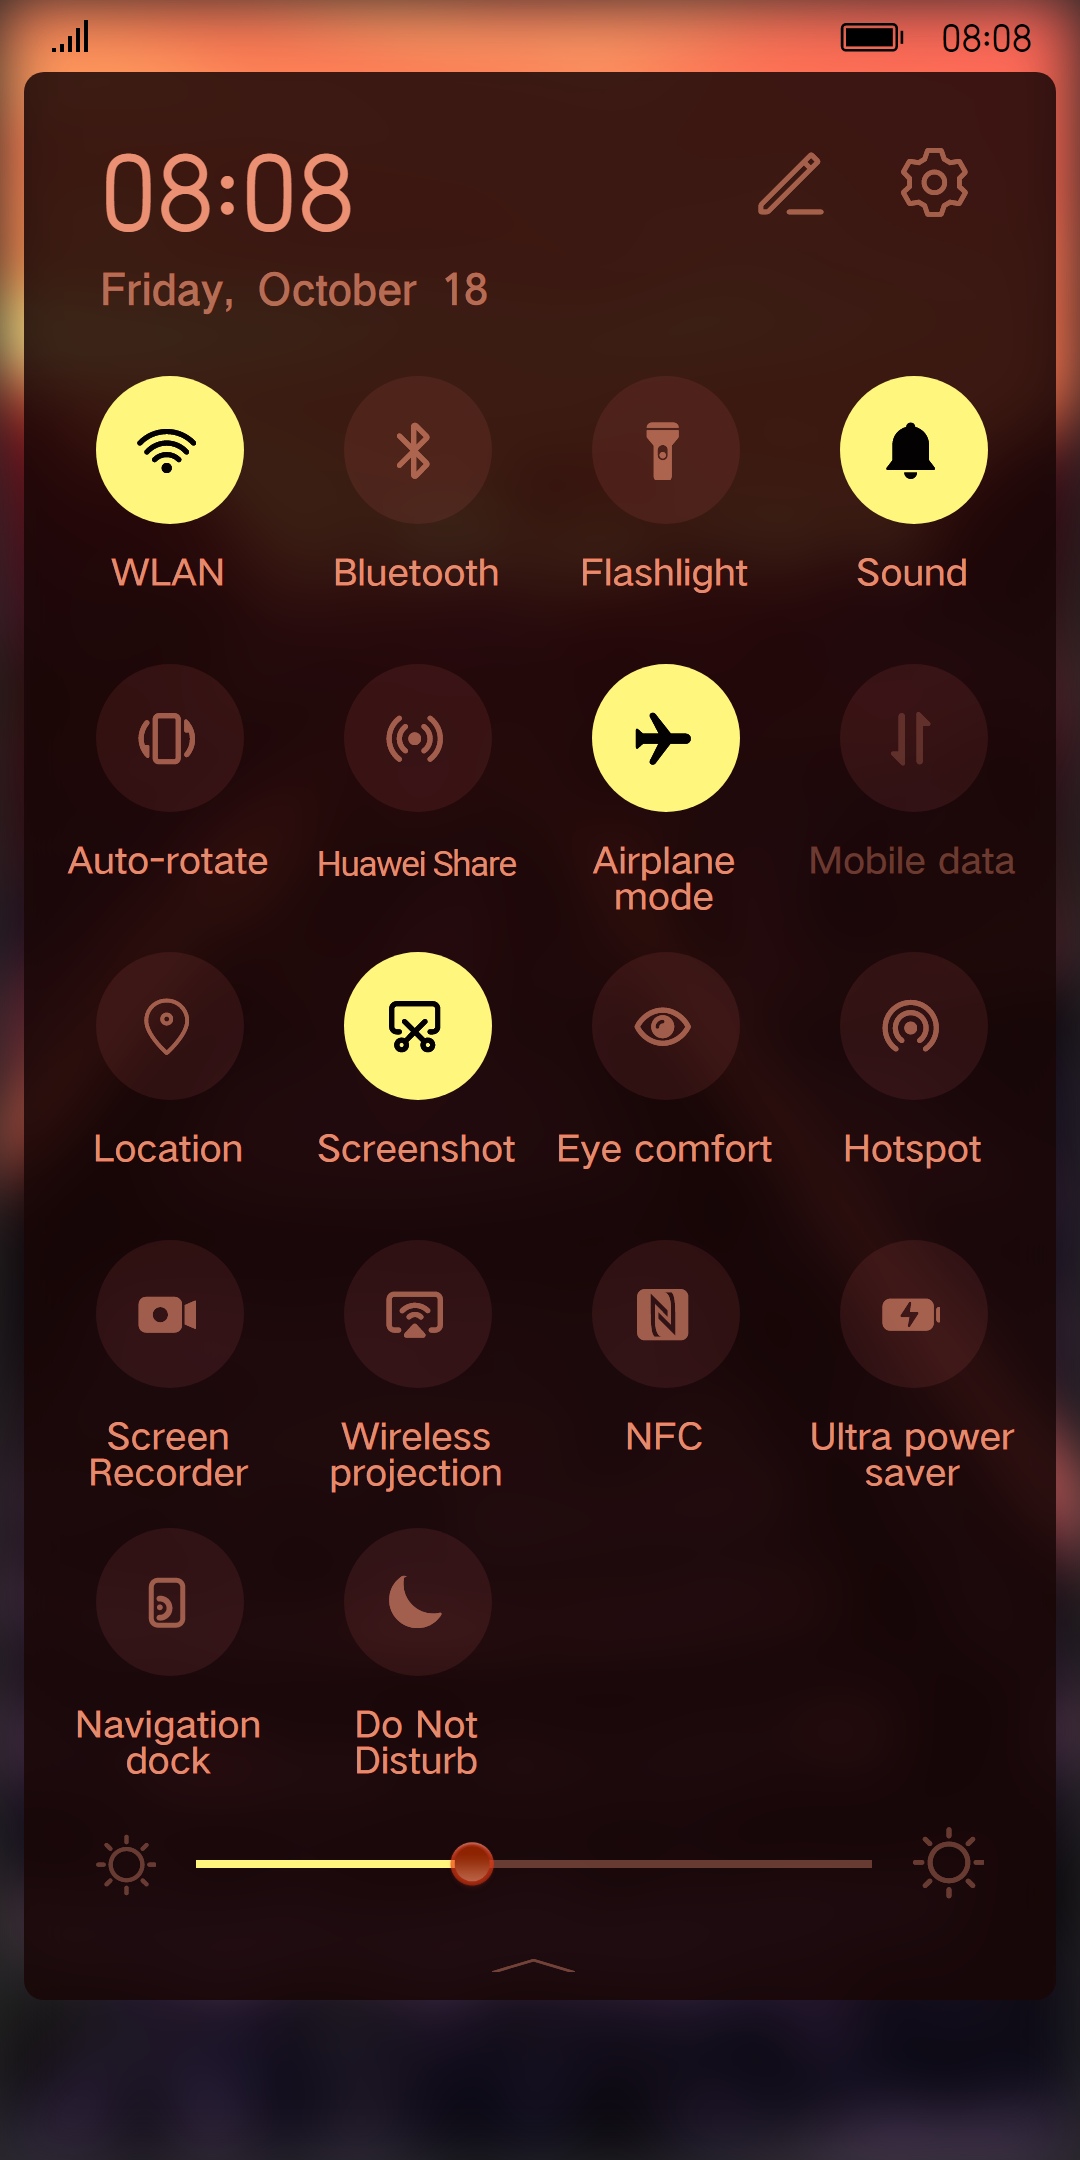 08:08
08:08
Friday, October 18
WLAN
Bluetooth
Flashlight
Sound
Auto-rotate
Huawei Share
Airplane
mode
Mobile data
Location
Screenshot
Eye comfort
Hotspot
Screen
Recorder
Wireless
projection
NFC
Ultra power
saver
Navigation
dock
Do Not
Disturb